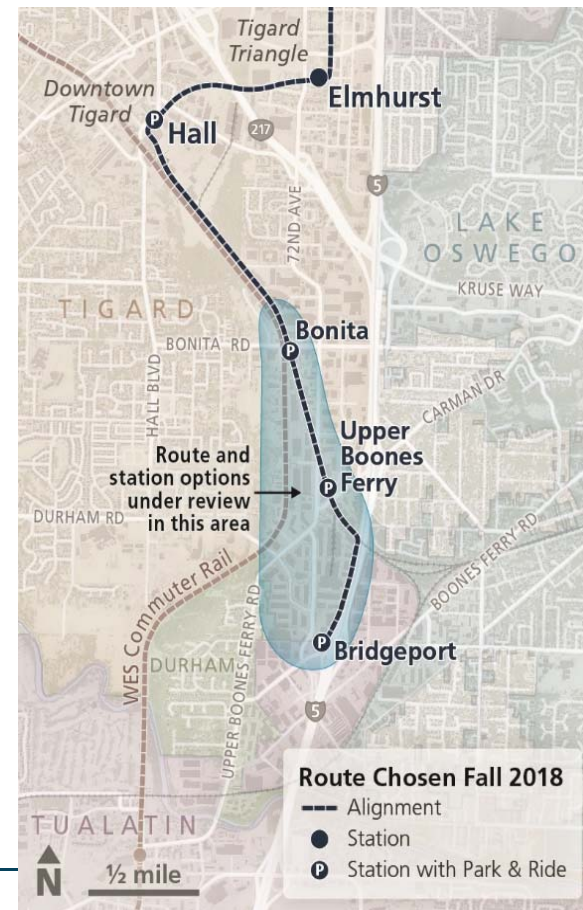 Tigard
Triangle
Elmhurst
Downtown
Tigard
P
Hall
217
5
72ND AVE
LAKE
OSWEGO
KRUSE WAY
TIGARD
Bonita
BONITA RD
P
HALL BLVD
CARMAN DR
Upper
Boones
Ferry
P
Route and
station options
under review
in this area
DURHAM RD
BOONES FERRY RD
WES Commuter Rail
UPPER BOONES FERRY RD
DURHAM
P
Bridgeport
5
TUALATIN
N
½ mile
Route Chosen Fall 2018
Alignment
Station
P
Station with Park & Ride